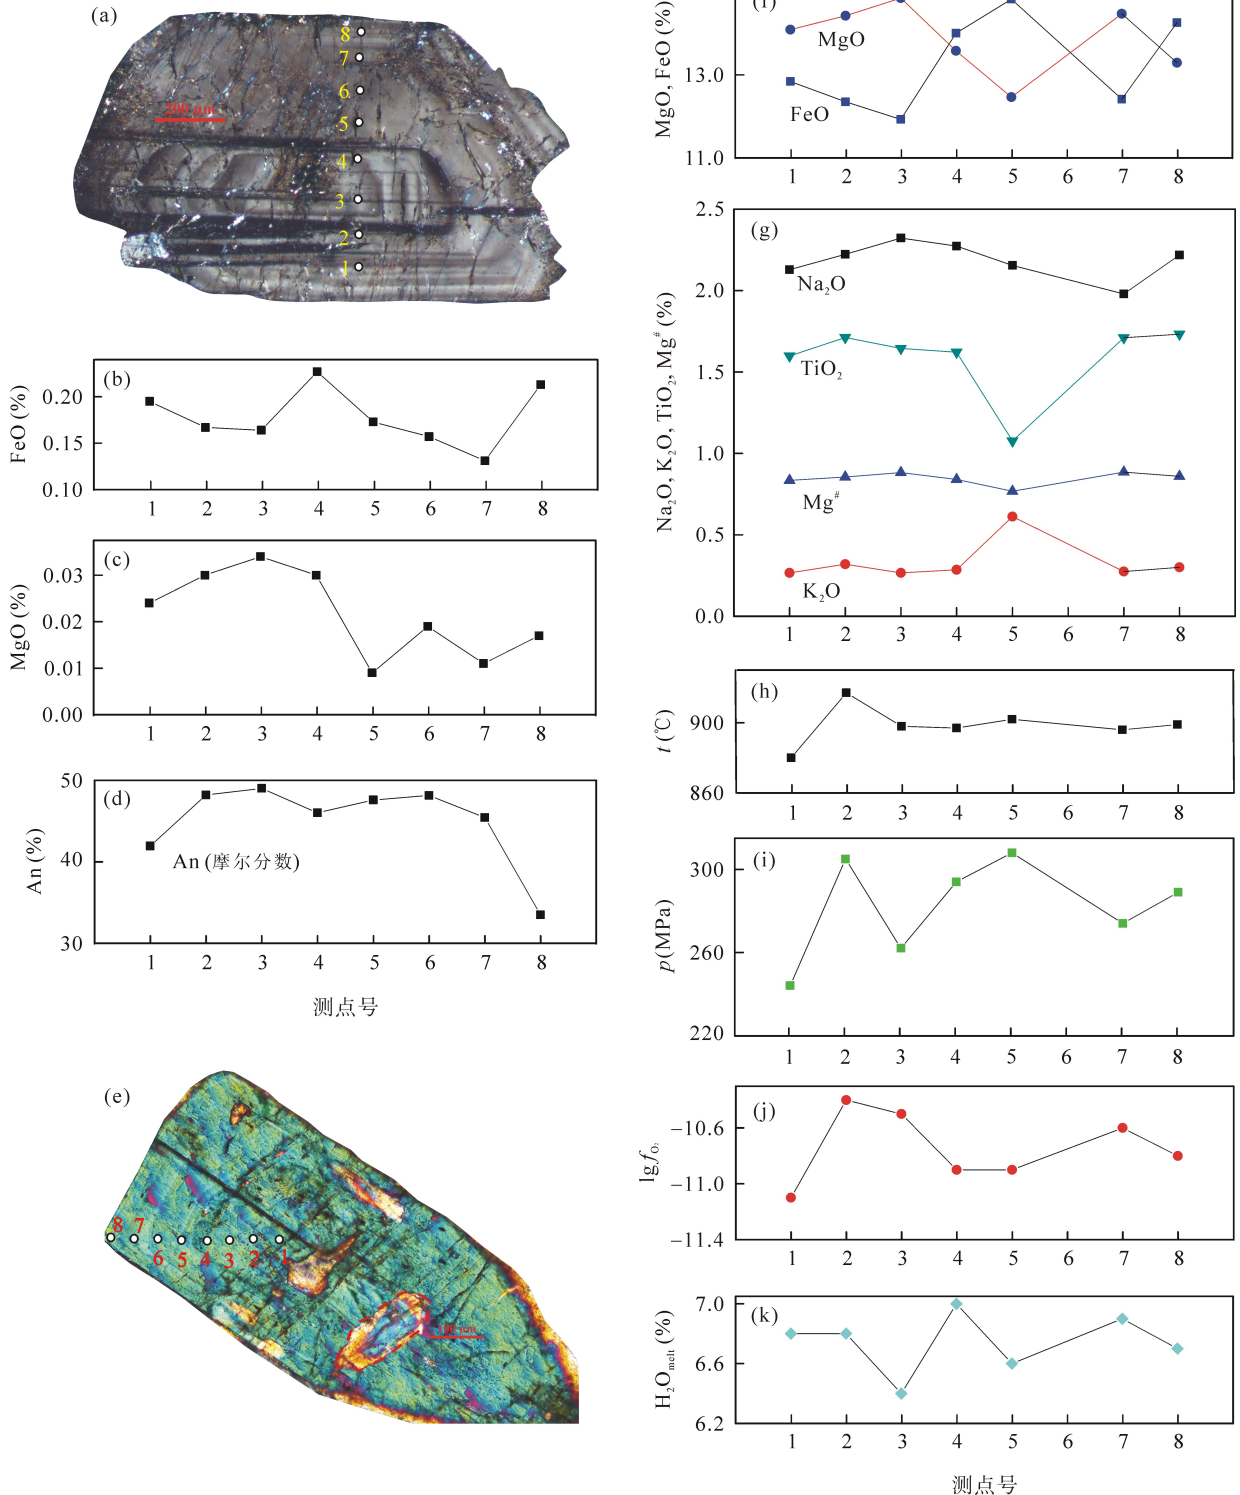 (a)
8
7
6
5
4
3
2
1
200 μm
(b)
FeO (%)
0.20
0.15
0.10
1 2 3 4 5 6 7 8
(c)
MgO (%)
0.03
0.02
0.01
0.00
1 2 3 4 5 6 7 8
(d)
An (%)
50
40
30
An (摩尔分数)
1 2 3 4 5 6 7 8
测点号
(e)
8 7 6 5 4 3 2 1
100 μm
MgO, FeO (%)
13.0
11.0
MgO
FeO
1 2 3 4 5 6 7 8
(g)
Na₂O, K₂O, TiO₂, Mg# (%)
2.5
2.0
1.5
1.0
0.5
0.0
Na₂O
TiO₂
Mg#
K₂O
1 2 3 4 5 6 7 8
(h)
t (℃)
900
860
1 2 3 4 5 6 7 8
(i)
p (MPa)
300
260
220
1 2 3 4 5 6 7 8
(j)
lg fO₂
−10.6
−11.0
−11.4
1 2 3 4 5 6 7 8
(k)
H₂Omelt (%)
7.0
6.6
6.2
1 2 3 4 5 6 7 8
测点号